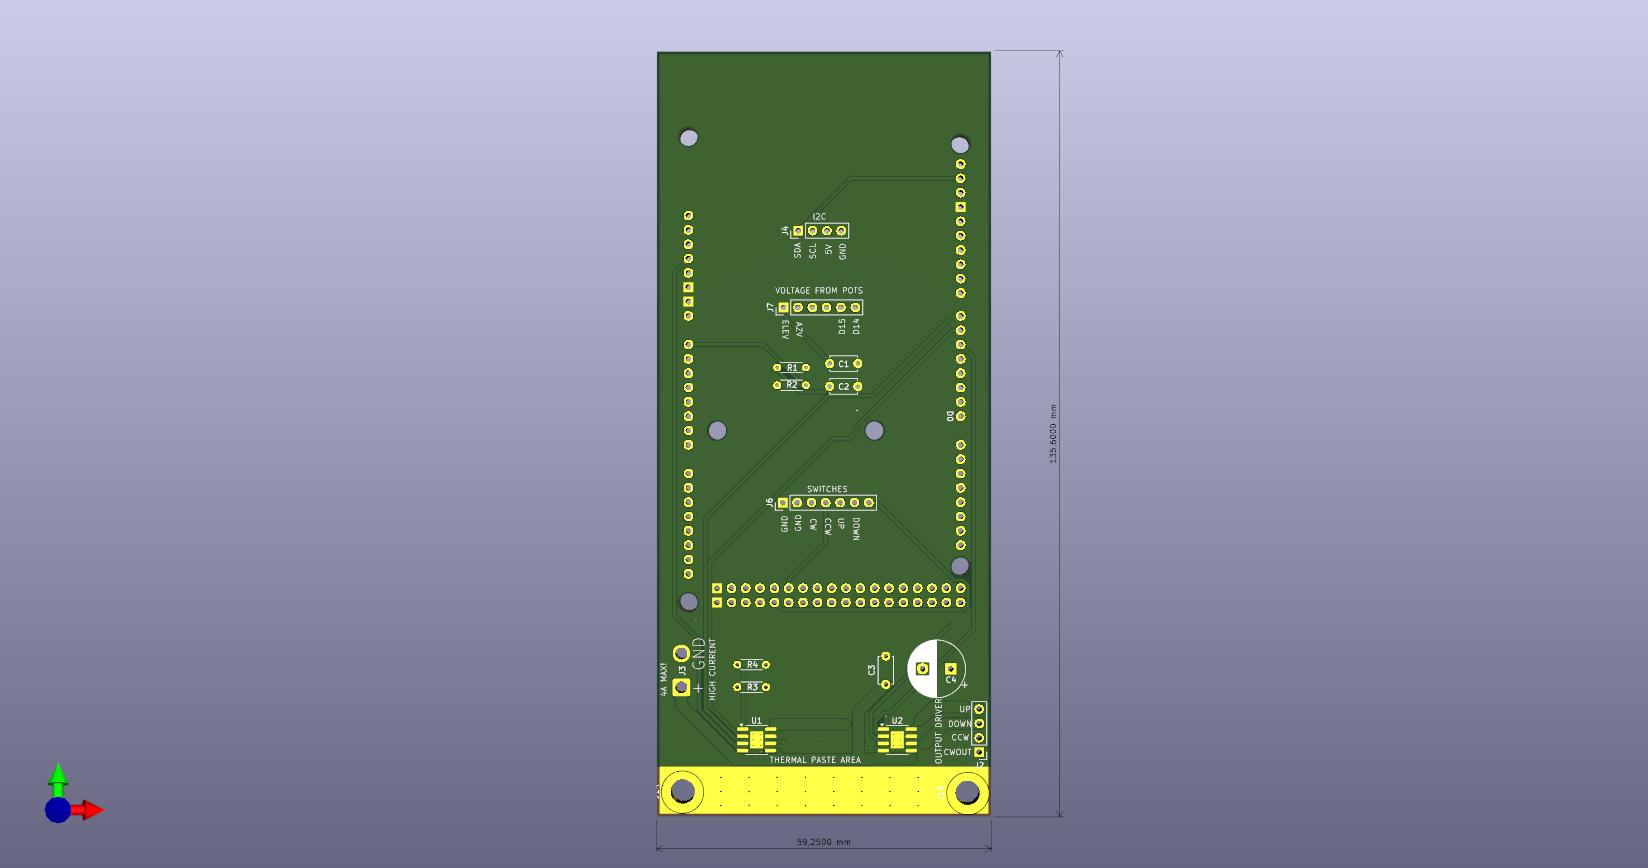 I2C
J4
SDA SCL 5V GND
VOLTAGE FROM POTS
J7
ELEV AZV D15 D14
R1 C1
R2 C2
D0
135,6000 mm
SWITCHES
J6
GND GND CW CCW UP DOWN
4A MAX!
J3
GND
+
HIGH CURRENT
R4
R3
C3
C4
+
U1 U2
OUTPUT DRIVER
UP
DOWN
CCW
CWOUT
J2
THERMAL PASTE AREA
59,2500 mm